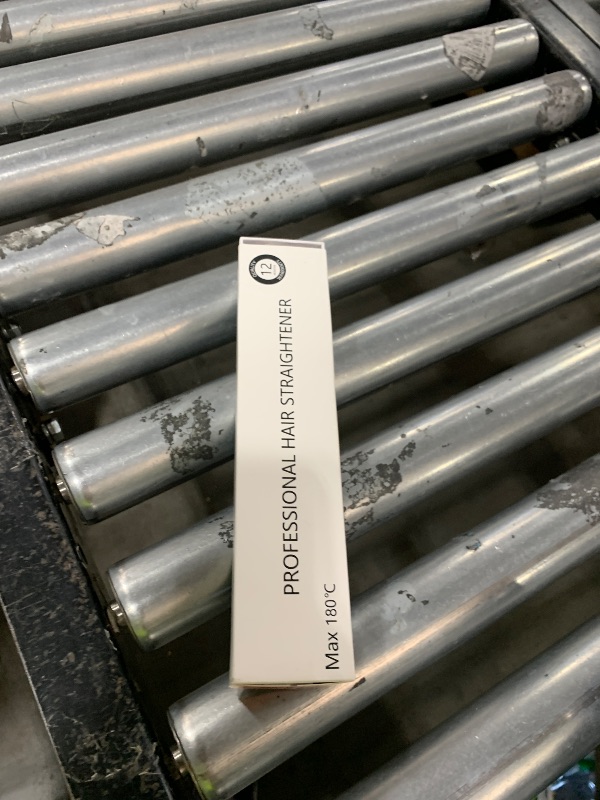 12
PROFESSIONAL HAIR STRAIGHTENER
Max 180℃